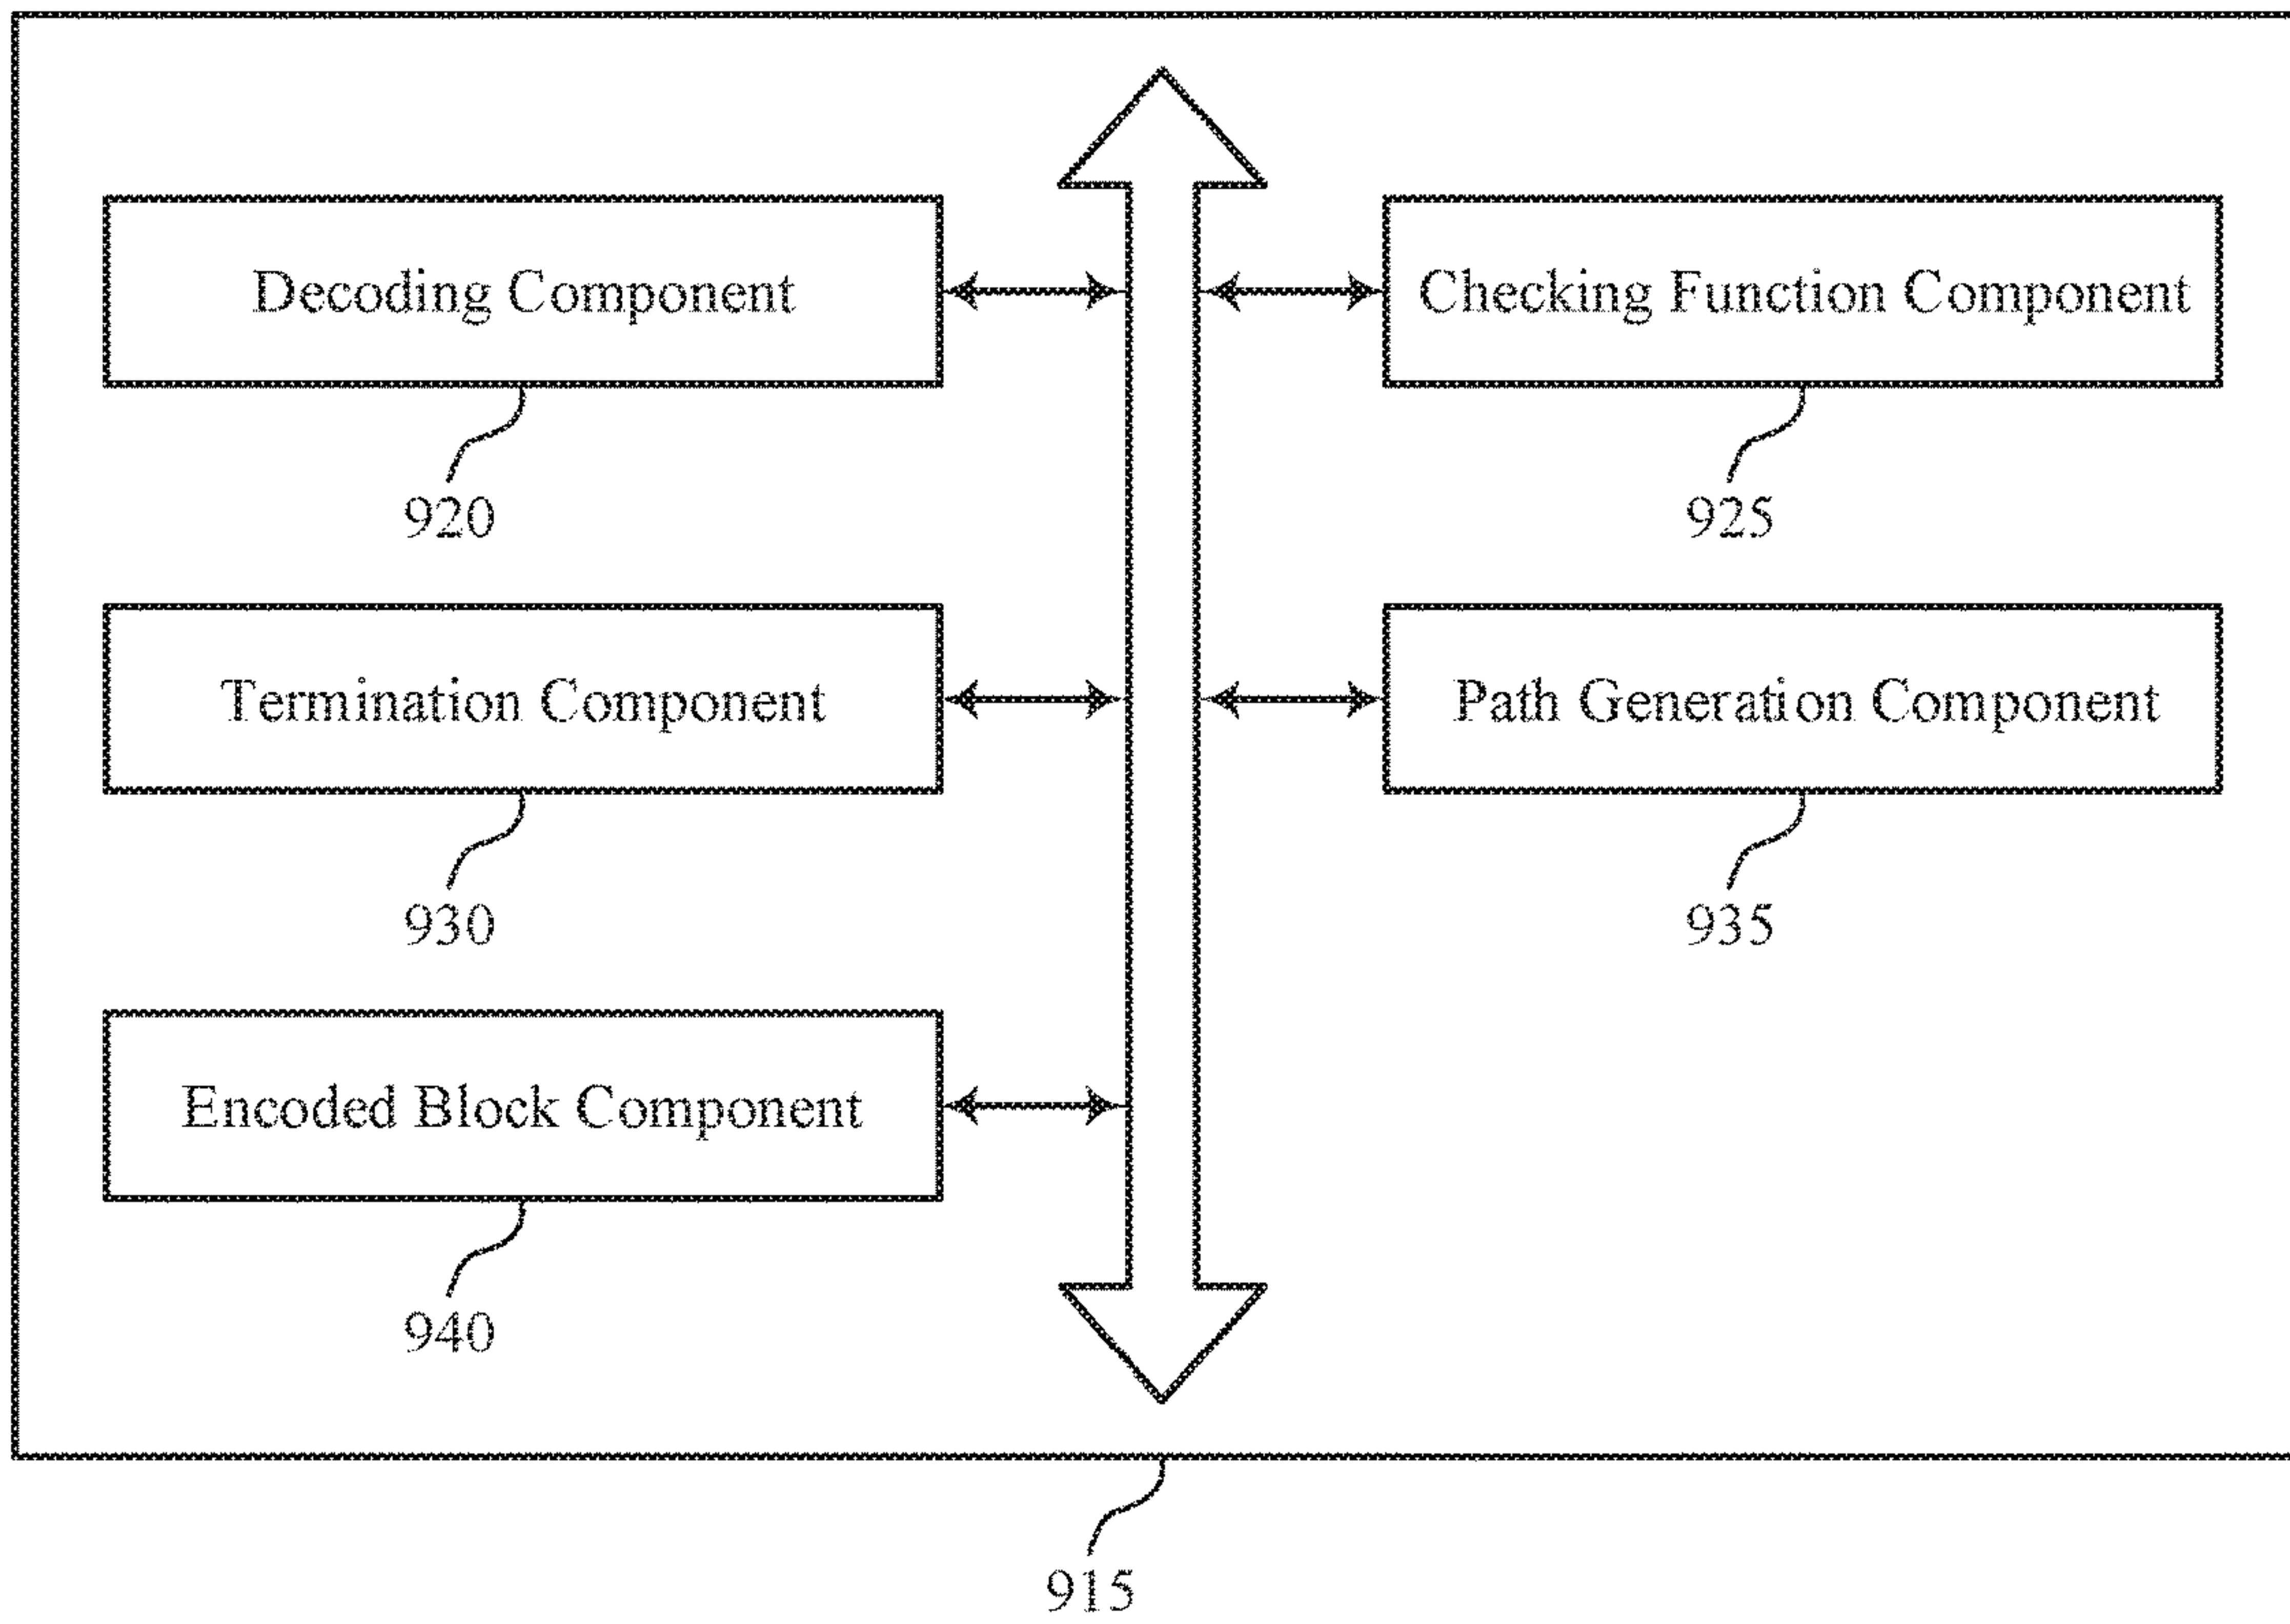 Decoding Component
Checking Function Component
920
925
Termination Component
Path Generation Component
930
935
Encoded Block Component
940
915